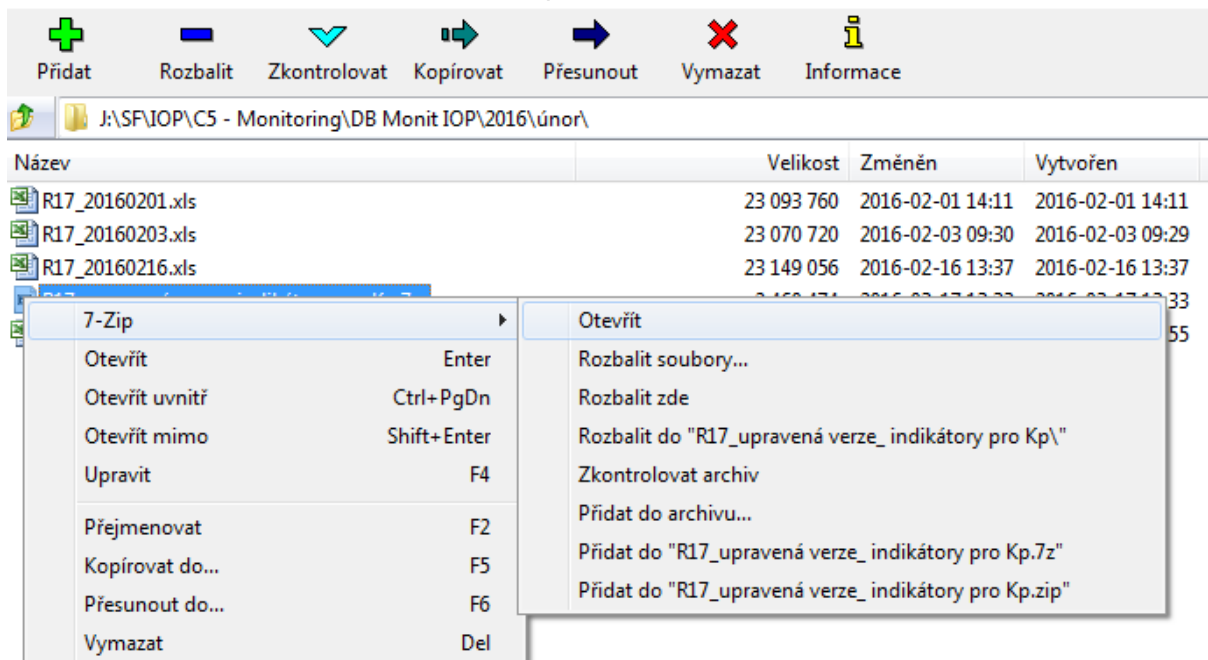 Přidat Rozbalit Zkontrolovat Kopírovat Přesunout Vymazat Informace
J:\SF\IOP\C5 - Monitoring\DB Monit IOP\2016\únor\
Název Velikost Změněn Vytvořen
R17_20160201.xls 23 093 760 2016-02-01 14:11 2016-02-01 14:11
R17_20160203.xls 23 070 720 2016-02-03 09:30 2016-02-03 09:29
R17_20160216.xls 23 149 056 2016-02-16 13:37 2016-02-16 13:37
33
55
7-Zip
Otevřít Enter
Otevřít uvnitř Ctrl+PgDn
Otevřít mimo Shift+Enter
Upravit F4
Přejmenovat F2
Kopírovat do... F5
Přesunout do... F6
Vymazat Del
Otevřít
Rozbalit soubory...
Rozbalit zde
Rozbalit do "R17_upravená verze_ indikátory pro Kp\"
Zkontrolovat archiv
Přidat do archivu...
Přidat do "R17_upravená verze_ indikátory pro Kp.7z"
Přidat do "R17_upravená verze_ indikátory pro Kp.zip"